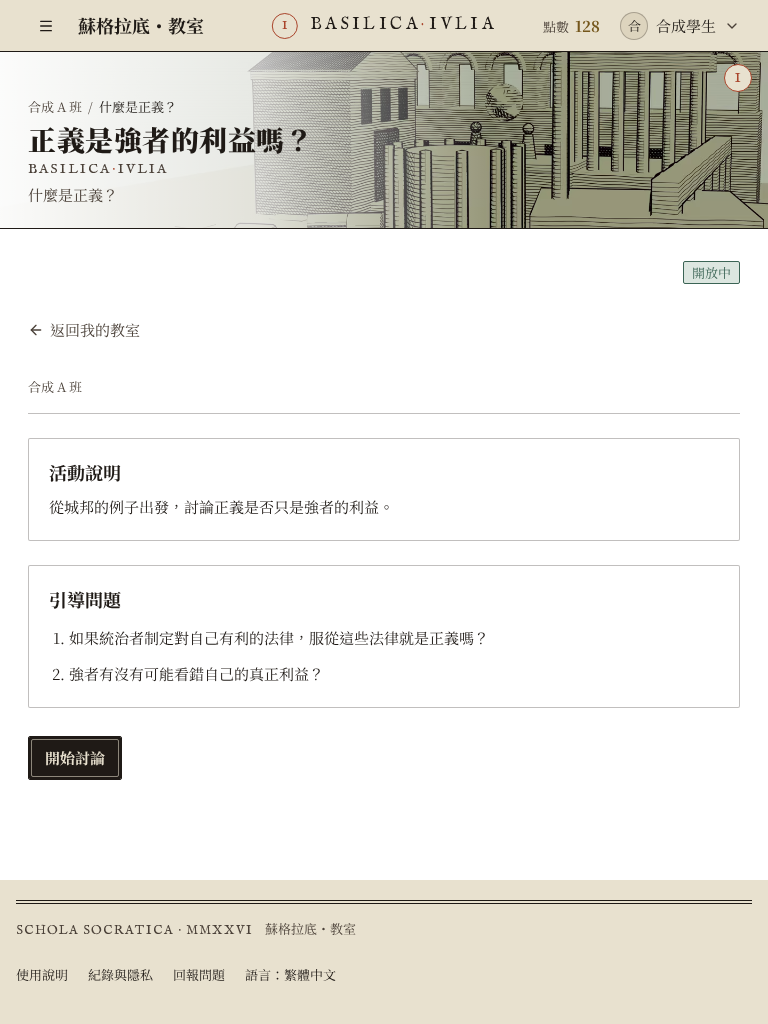 蘇格拉底・教室
I
BASILICA·IVLIA
點數 128
合
合成學生
I
合成 A 班 / 什麼是正義？
正義是強者的利益嗎？
BASILICA·IVLIA
什麼是正義？
開放中
← 返回我的教室
合成 A 班
活動說明
從城邦的例子出發，討論正義是否只是強者的利益。
引導問題
1. 如果統治者制定對自己有利的法律，服從這些法律就是正義嗎？
2. 強者有沒有可能看錯自己的真正利益？
開始討論
SCHOLA SOCRATICA · MMXXVI 蘇格拉底・教室
使用說明 紀錄與隱私 回報問題 語言：繁體中文